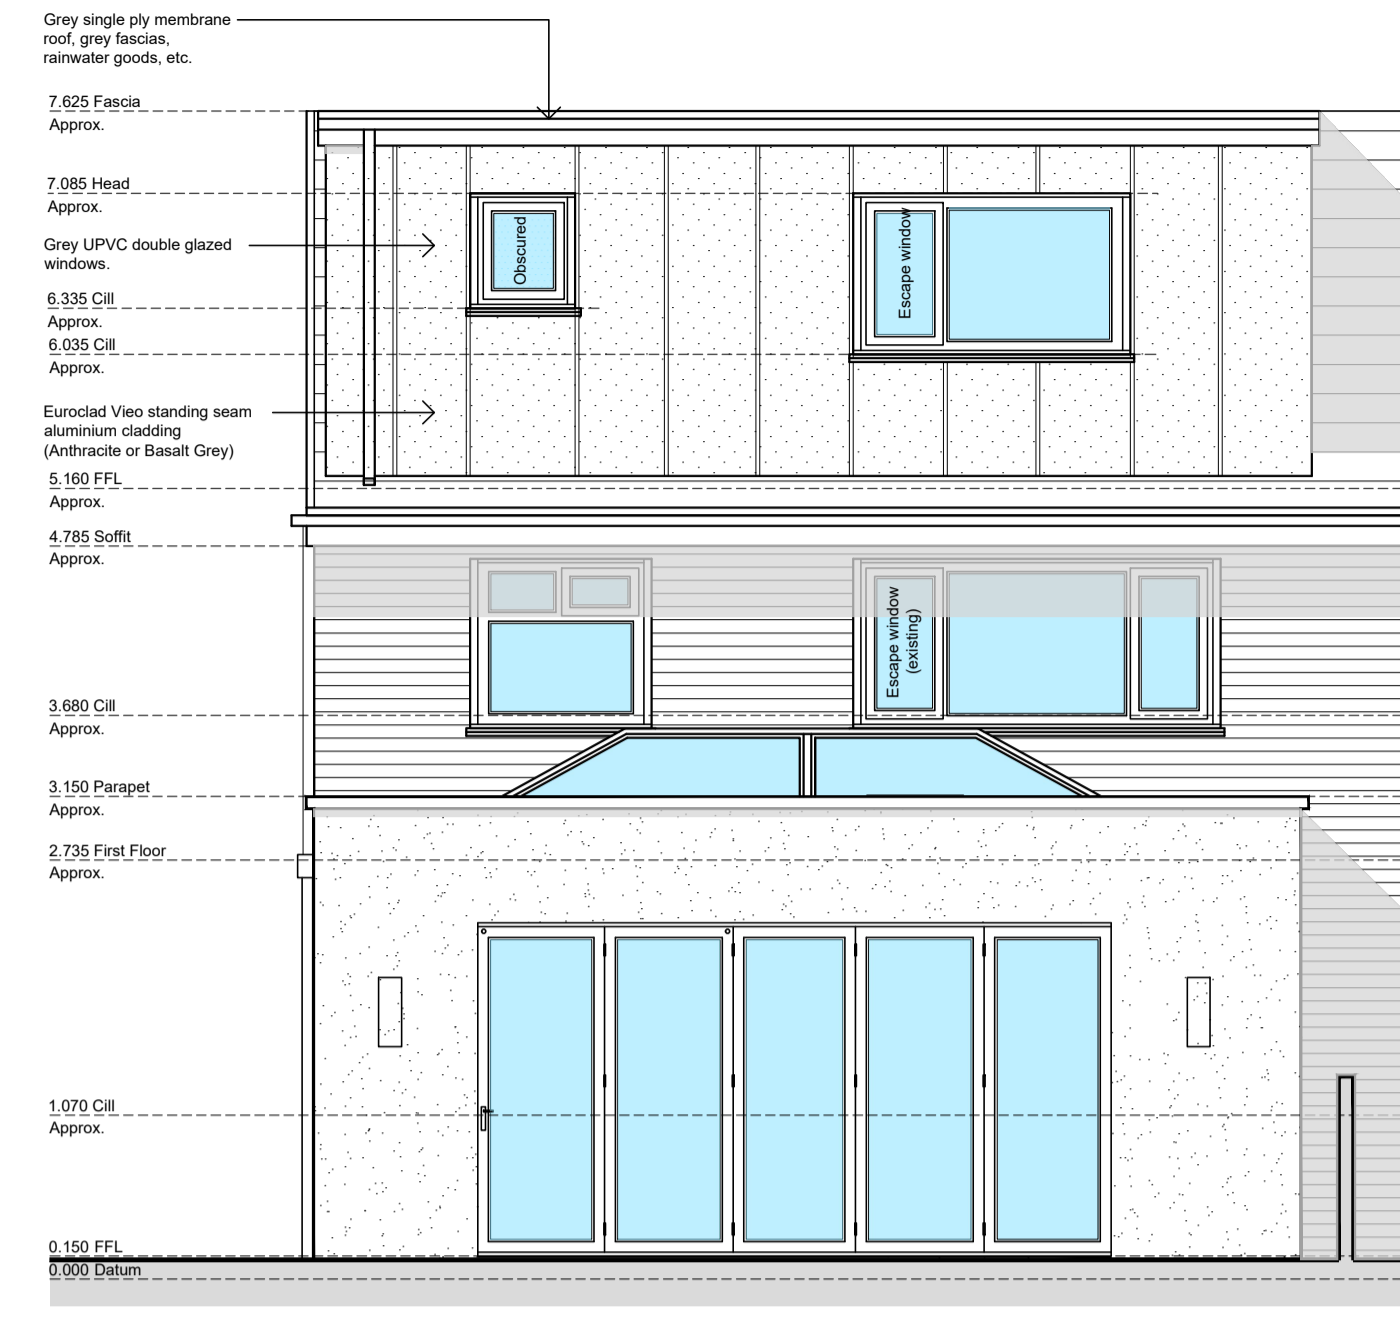 Grey single ply membrane
roof, grey fascias,
rainwater goods, etc.
7.625 Fascia
Approx.
7.085 Head
Approx.
Grey UPVC double glazed
windows.
6.335 Cill
Approx.
6.035 Cill
Approx.
Obscured
Escape window
Euroclad Vieo standing seam
aluminium cladding
(Anthracite or Basalt Grey)
5.160 FFL
Approx.
4.785 Soffit
Approx.
Escape window
(existing)
3.680 Cill
Approx.
3.150 Parapet
Approx.
2.735 First Floor
Approx.
1.070 Cill
Approx.
0.150 FFL
0.000 Datum